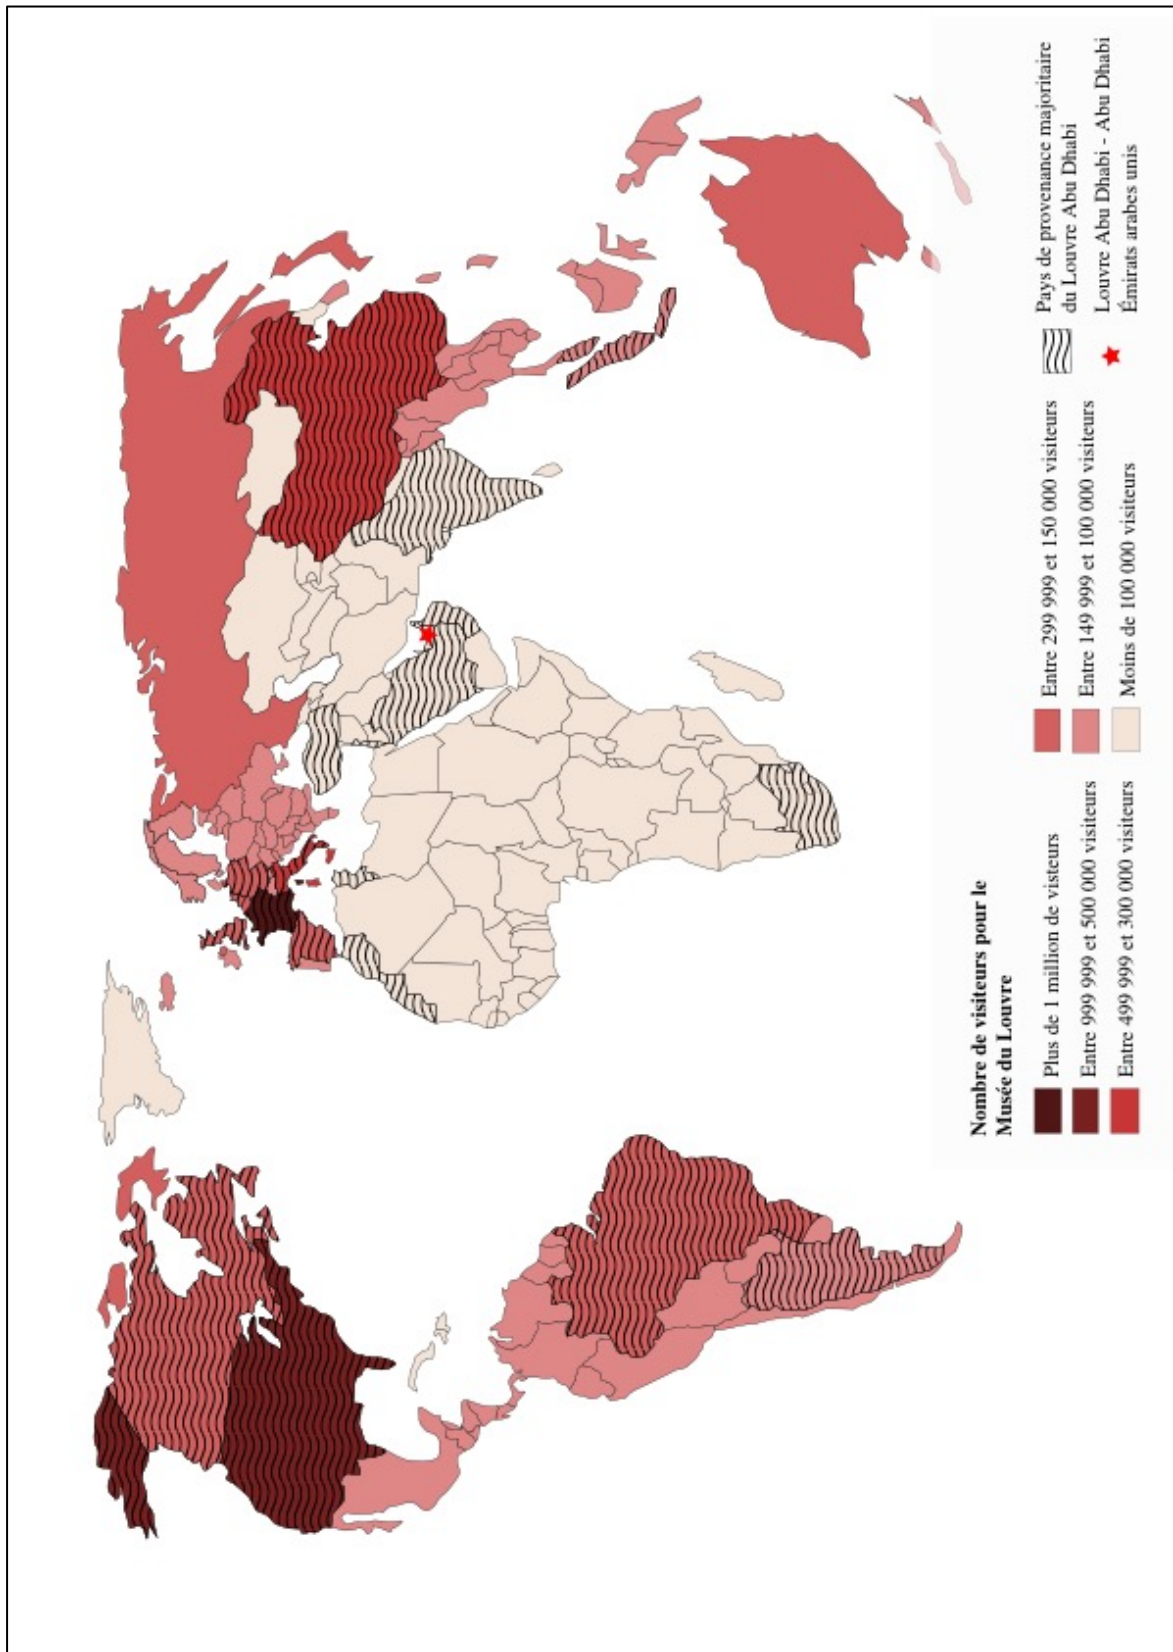 Nombre de visiteurs pour le
Musée du Louvre
Plus de 1 million de visteurs
Entre 999 999 et 500 000 visiteurs
Entre 499 999 et 300 000 visiteurs
Entre 299 999 et 150 000 visiteurs
Entre 149 999 et 100 000 visiteurs
Moins de 100 000 visiteurs
Pays de provenance majoritaire
du Louvre Abu Dhabi
Louvre Abu Dhabi - Abu Dhabi
Émirats arabes unis